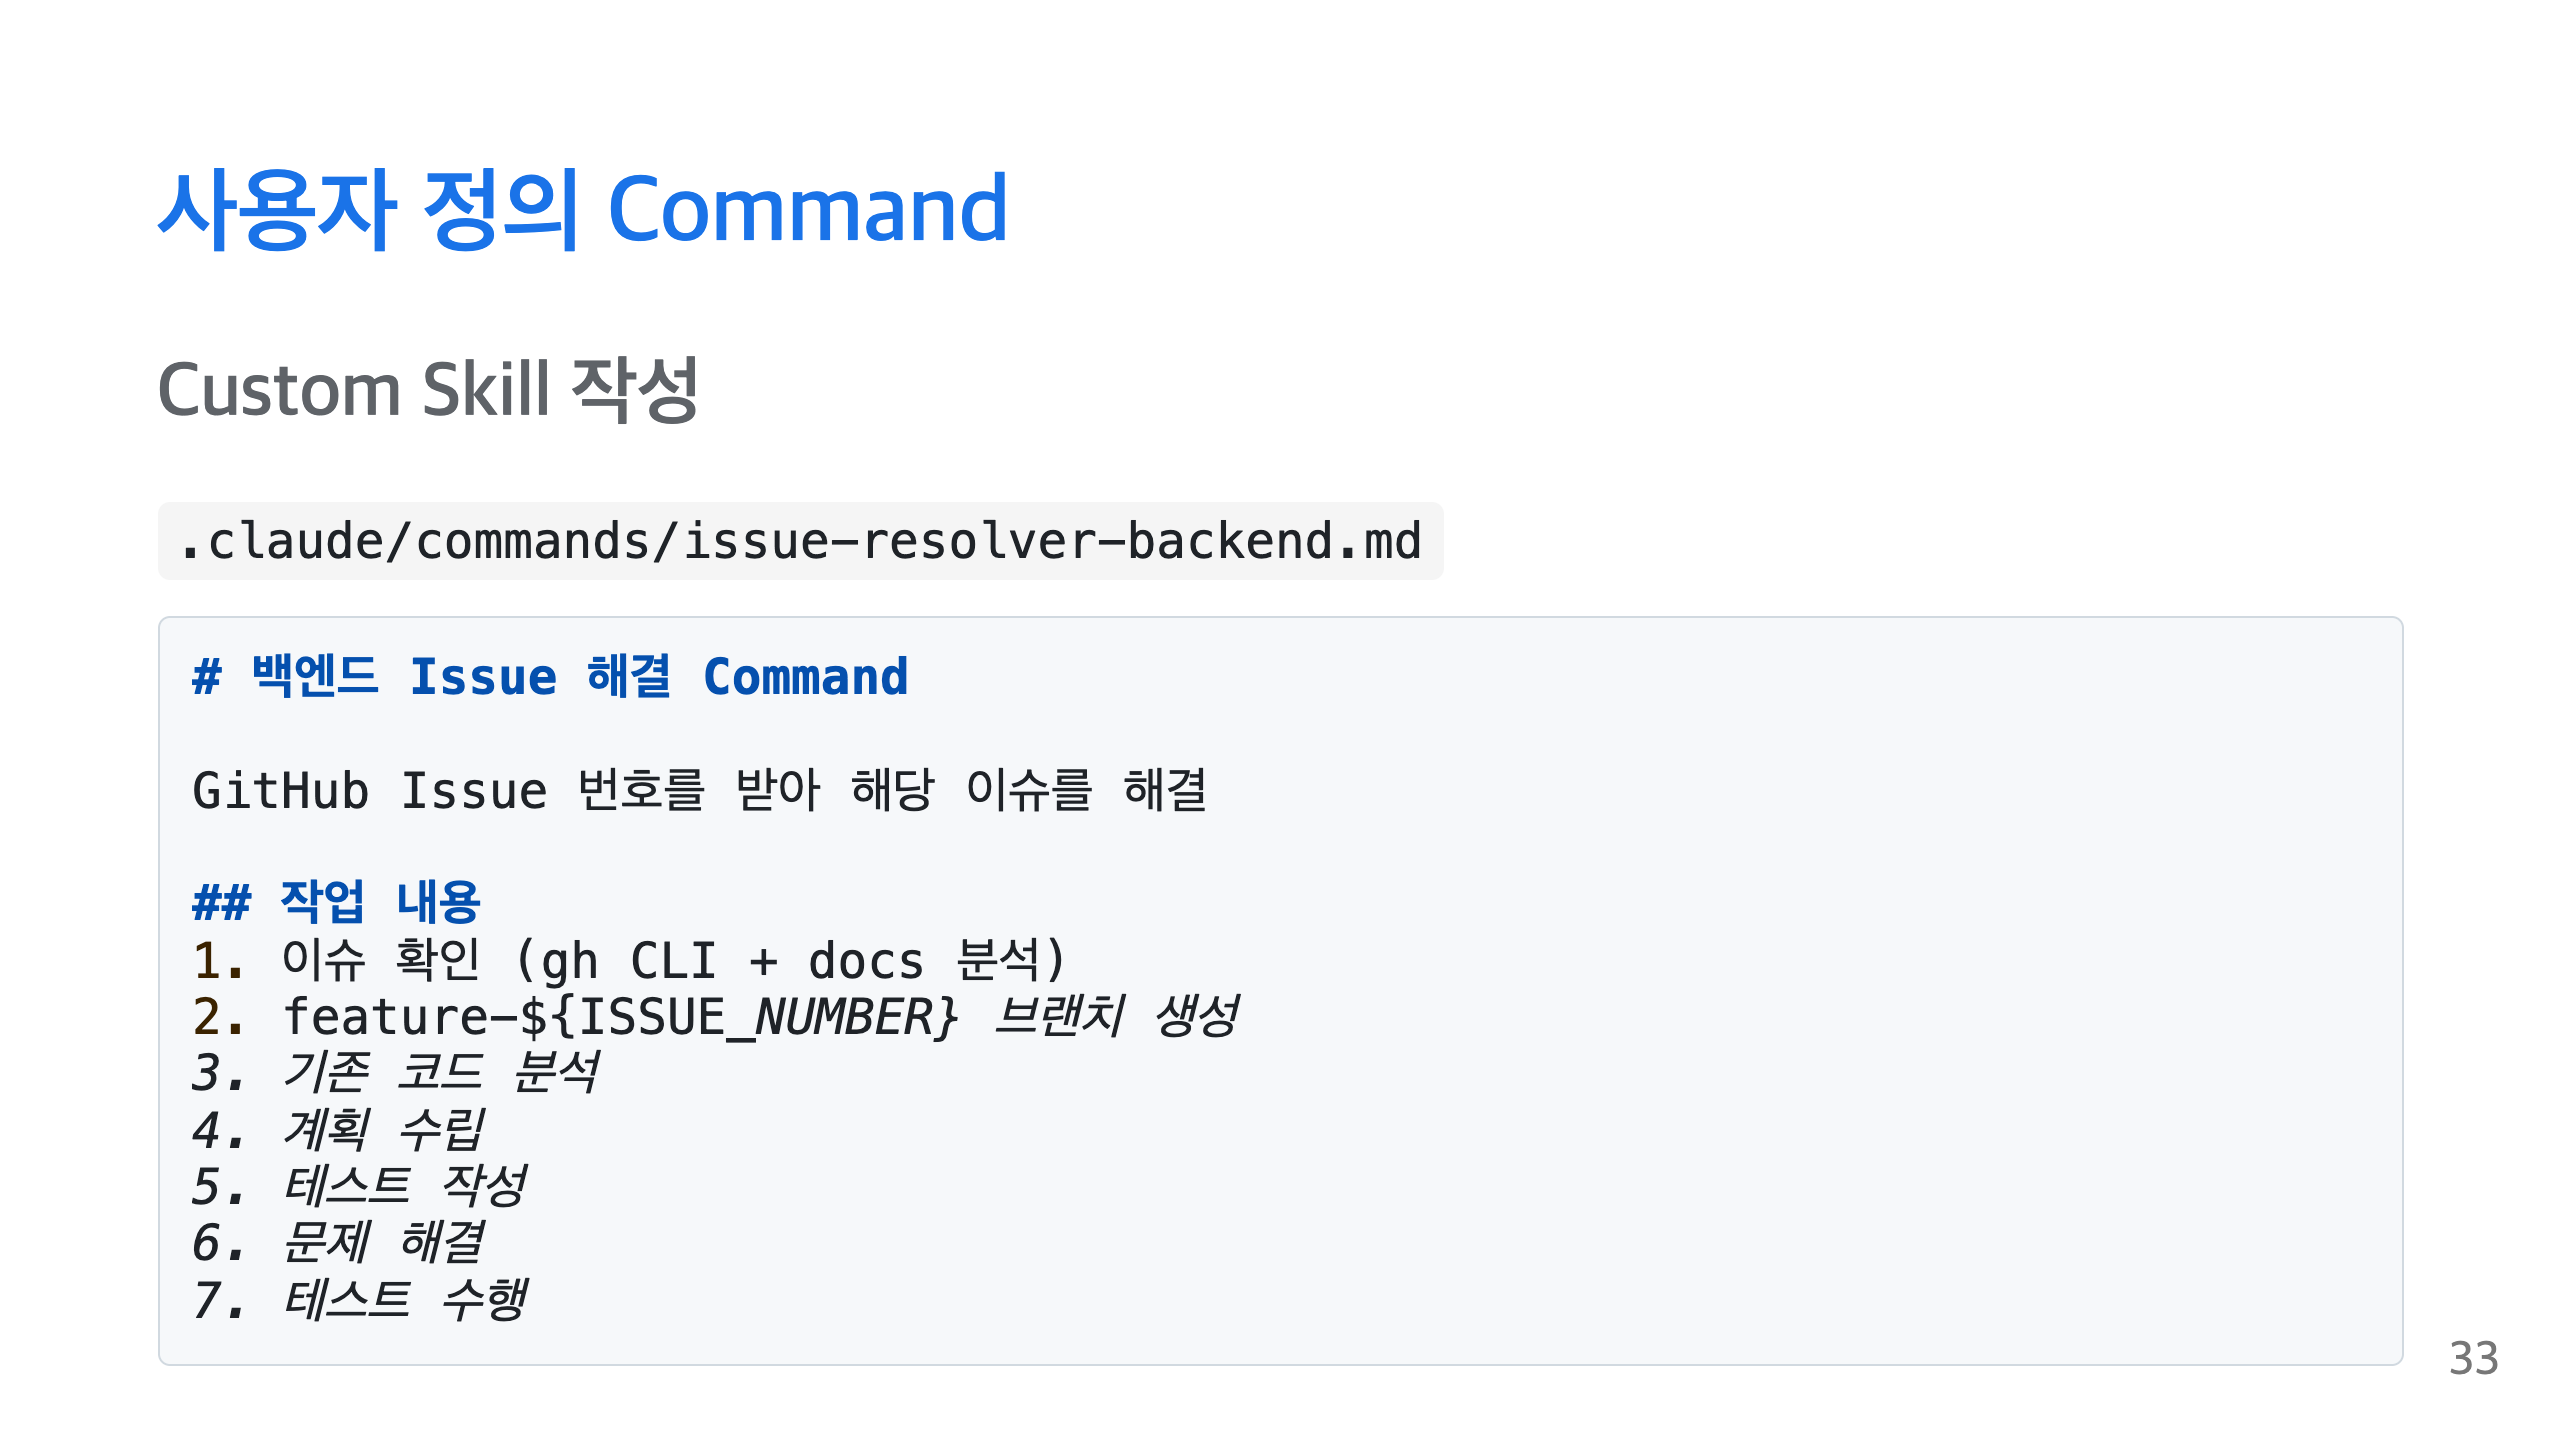 사용자 정의 Command
Custom Skill 작성
.claude/commands/issue-resolver-backend.md
# 백엔드 Issue 해결 Command
GitHub Issue 번호를 받아 해당 이슈를 해결
## 작업 내용
1. 이슈 확인 (gh CLI + docs 분석)
2. feature-${ISSUE_NUMBER} 브랜치 생성
3. 기존 코드 분석
4. 계획 수립
5. 테스트 작성
6. 문제 해결
7. 테스트 수행
33